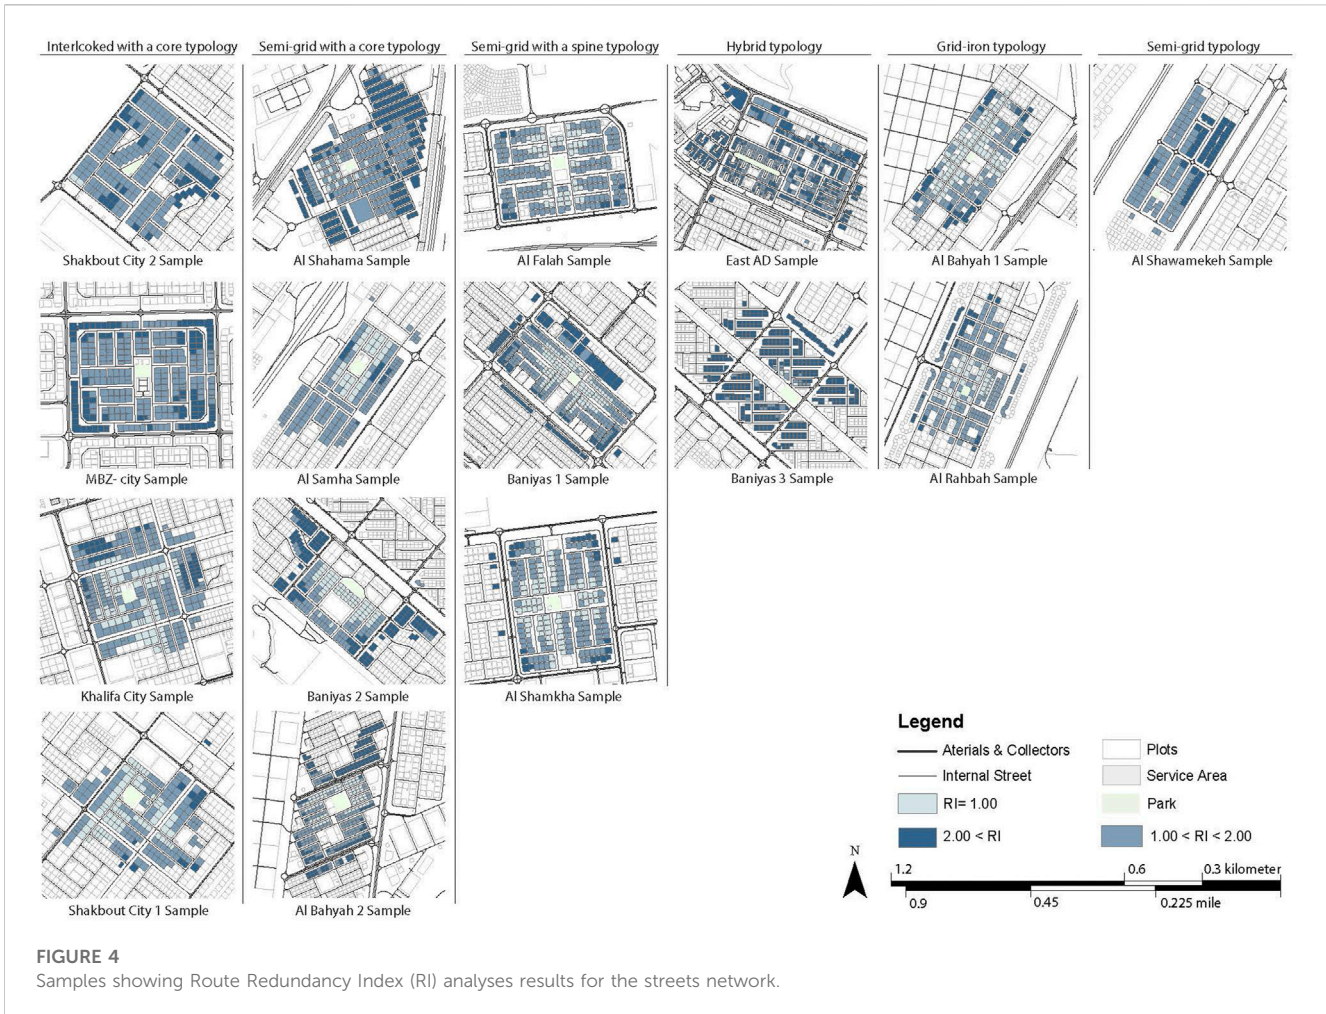 Interlcoked with a core typology
Semi-grid with a core typology
Semi-grid with a spine typology
Hybrid typology
Grid-iron typology
Semi-grid typology
Shakbout City 2 Sample
Al Shahama Sample
Al Falah Sample
East AD Sample
Al Bahyah 1 Sample
Al Shawamekeh Sample
MBZ- city Sample
Al Samha Sample
Baniyas 1 Sample
Baniyas 3 Sample
Al Rahbah Sample
Khalifa City Sample
Baniyas 2 Sample
Al Shamkha Sample
Shakbout City 1 Sample
Al Bahyah 2 Sample
Legend
Aterials & Collectors
Plots
Internal Street
Service Area
RI= 1.00
Park
2.00 < RI
1.00 < RI < 2.00
N
1.2 0.6 0.3 kilometer
0.9 0.45 0.225 mile
FIGURE 4
Samples showing Route Redundancy Index (RI) analyses results for the streets network.